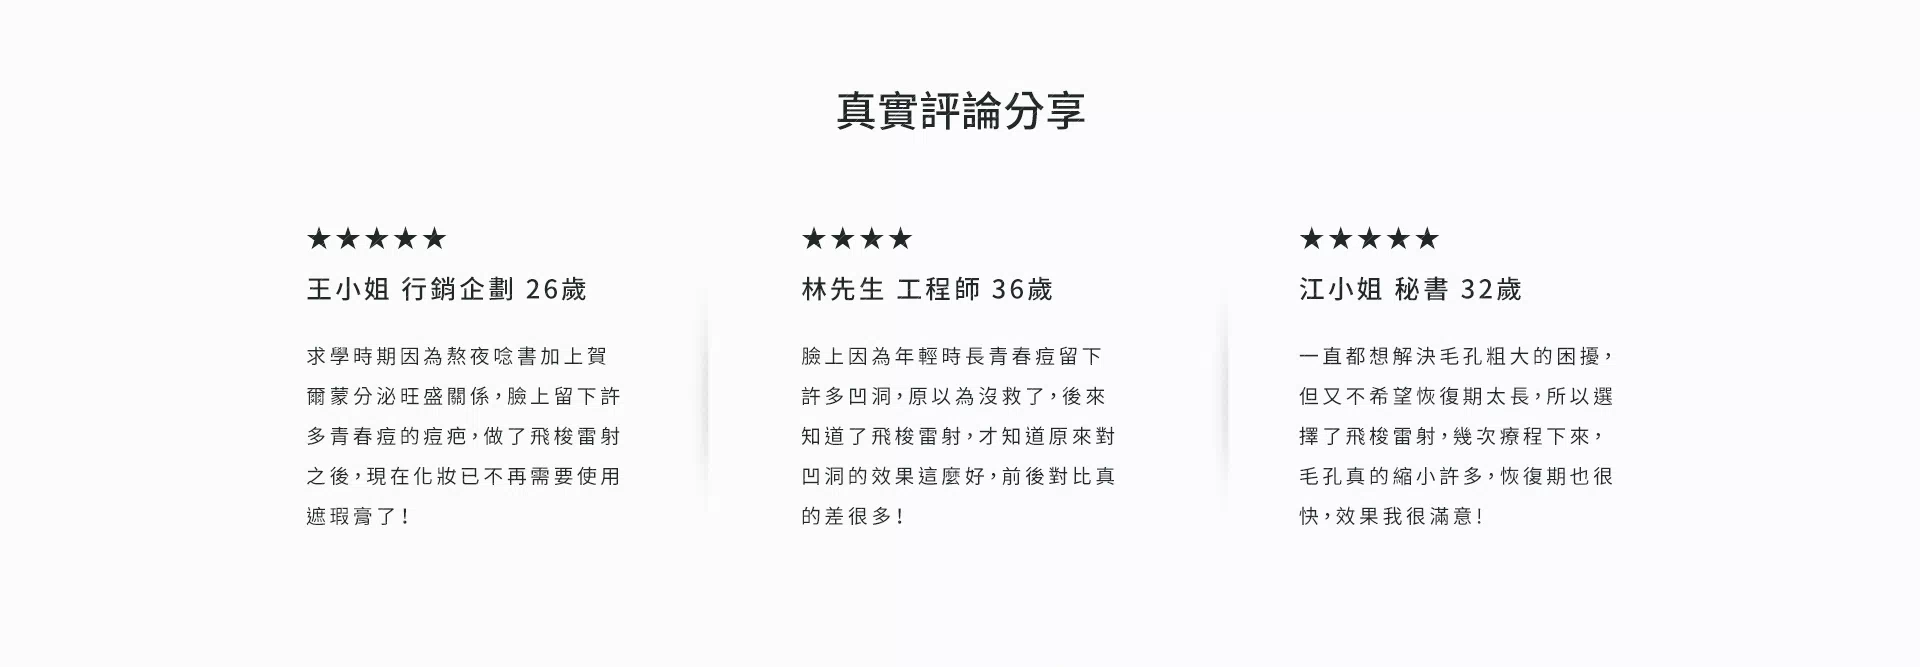 真實評論分享
★★★★★
王小姐 行銷企劃 26歲
求學時期因為熬夜唸書加上賀
爾蒙分泌旺盛關係，臉上留下許
多青春痘的痘疤，做了飛梭雷射
之後，現在化妝已不再需要使用
遮瑕膏了！
★★★★
林先生 工程師 36歲
臉上因為年輕時長青春痘留下
許多凹洞，原以為沒救了，後來
知道了飛梭雷射，才知道原來對
凹洞的效果這麼好，前後對比真
的差很多！
★★★★★
江小姐 秘書 32歲
一直都想解決毛孔粗大的困擾，
但又不希望恢復期太長，所以選
擇了飛梭雷射，幾次療程下來，
毛孔真的縮小許多，恢復期也很
快，效果我很滿意！